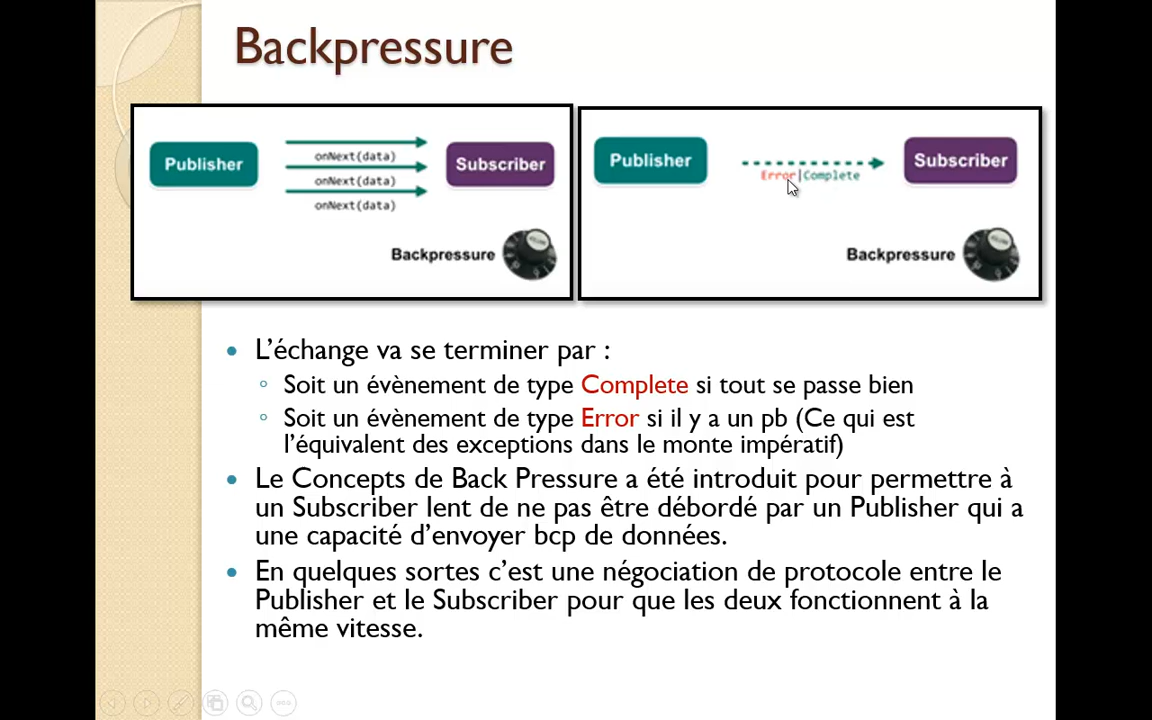 Backpressure
Publisher
onNext(data)
onNext(data)
onNext(data)
Subscriber
Backpressure
Publisher
Error|Complete
Subscriber
Backpressure
L’échange va se terminer par :
Soit un évènement de type Complete si tout se passe bien
Soit un évènement de type Error si il y a un pb (Ce qui est
l’équivalent des exceptions dans le monte impératif)
Le Concepts de Back Pressure a été introduit pour permettre à
un Subscriber lent de ne pas être débordé par un Publisher qui a
une capacité d’envoyer bcp de données.
En quelques sortes c’est une négociation de protocole entre le
Publisher et le Subscriber pour que les deux fonctionnent à la
même vitesse.